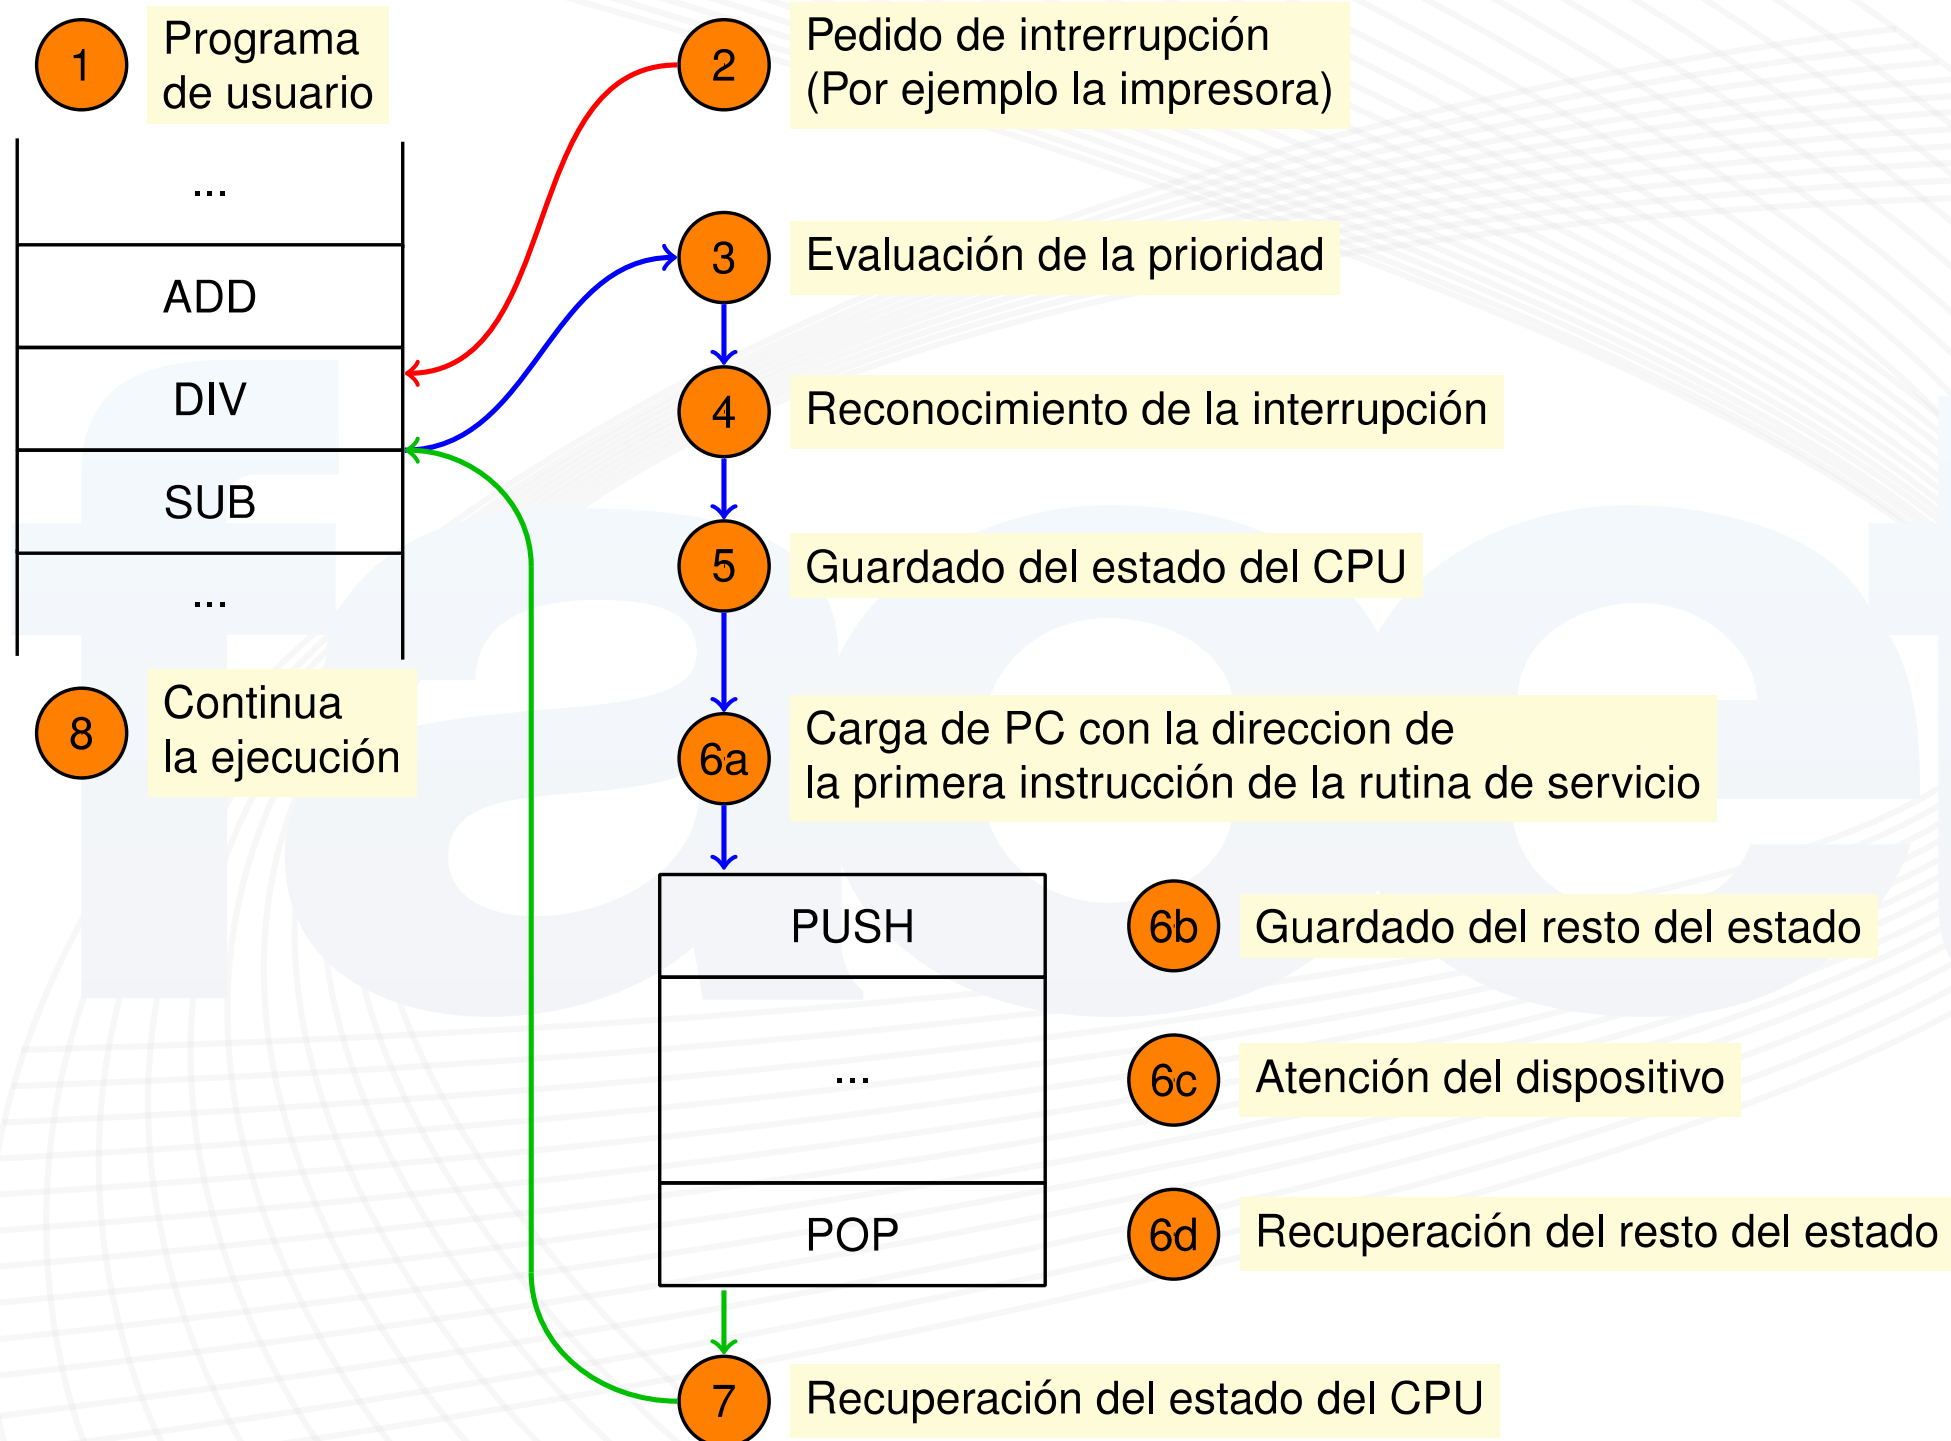 1
Programa
de usuario
2
Pedido de intrerrupción
(Por ejemplo la impresora)
...
ADD
DIV
SUB
...
3
Evaluación de la prioridad
4
Reconocimiento de la interrupción
5
Guardado del estado del CPU
8
Continua
la ejecución
6a
Carga de PC con la direccion de
la primera instrucción de la rutina de servicio
PUSH
6b
Guardado del resto del estado
...
6c
Atención del dispositivo
POP
6d
Recuperación del resto del estado
7
Recuperación del estado del CPU